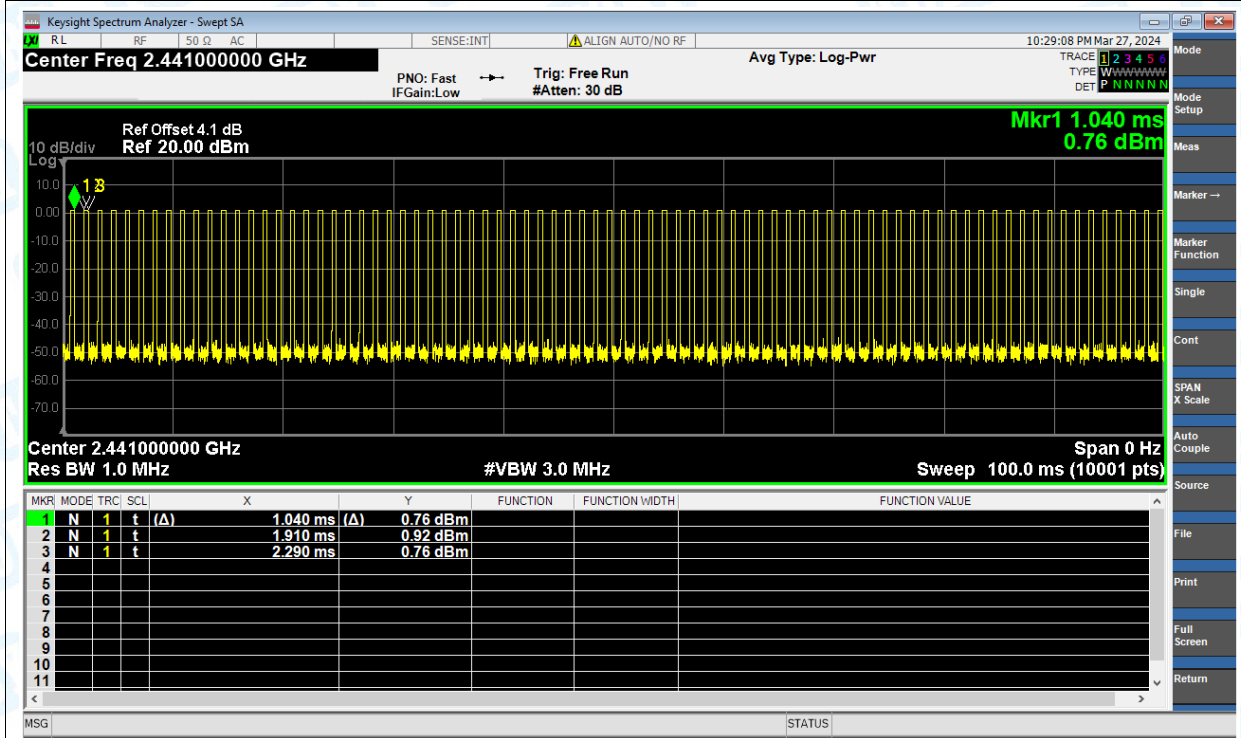 Keysight Spectrum Analyzer - Swept SA
LXI RL RF 50 Ω AC SENSE:INT ALIGN AUTO/NO RF 10:29:08 PM Mar 27, 2024
Center Freq 2.441000000 GHz
PNO: Fast
IFGain:Low
Trig: Free Run
#Atten: 30 dB
Avg Type: Log-Pwr
TRACE 1 2 3 4 5 6
TYPE WWWWWW
DET P N N N N N
Ref Offset 4.1 dB
10 dB/div Ref 20.00 dBm
Log
Mkr1 1.040 ms
0.76 dBm
10.0
0.00
-10.0
-20.0
-30.0
-40.0
-50.0
-60.0
-70.0
1 2 3
Center 2.441000000 GHz Span 0 Hz
Res BW 1.0 MHz #VBW 3.0 MHz Sweep 100.0 ms (10001 pts)
MKR MODE TRC SCL X Y FUNCTION FUNCTION WIDTH FUNCTION VALUE
1 N 1 t (Δ) 1.040 ms (Δ) 0.76 dBm
2 N 1 t 1.910 ms 0.92 dBm
3 N 1 t 2.290 ms 0.76 dBm
4
5
6
7
8
9
10
11
MSG STATUS
Mode
Mode
Setup
Meas
Marker →
Marker
Function
Single
Cont
SPAN
X Scale
Auto
Couple
Source
File
Print
Full
Screen
Return